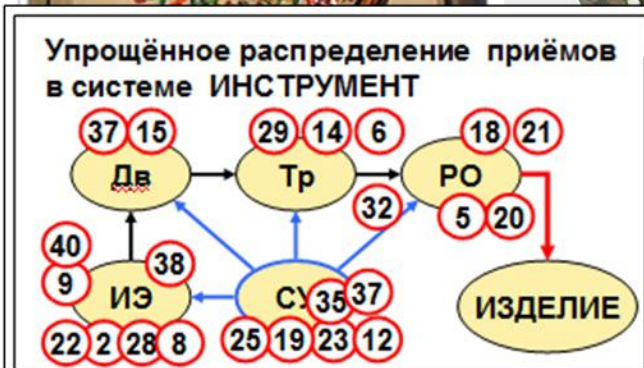 Упрощённое распределение приёмов
в системе ИНСТРУМЕНТ
37 15
29 14 6
18 21
Дв
Тр
РО
32
5 20
40
9
38
ИЭ
СУ
35 37
ИЗДЕЛИЕ
22 2 28 8
25 19 23 12